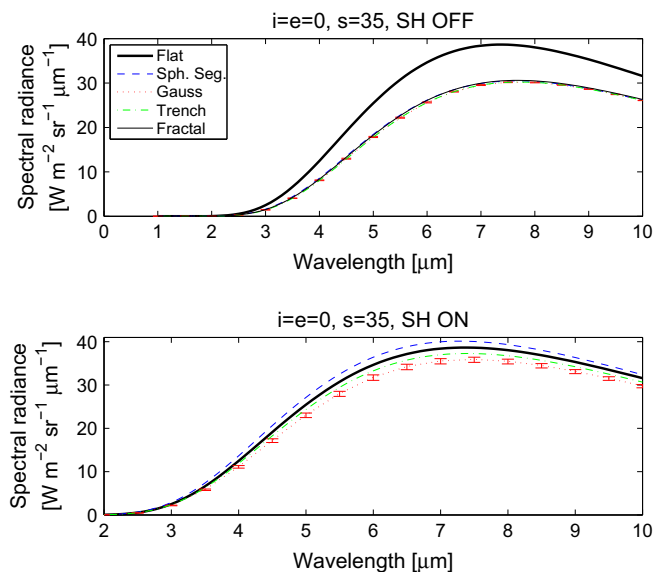 i=e=0, s=35, SH OFF
Spectral radiance
[W m⁻² sr⁻¹ μm⁻¹]
40
30
20
10
0
Flat
Sph. Seg.
Gauss
Trench
Fractal
0 1 2 3 4 5 6 7 8 9 10
Wavelength [μm]
i=e=0, s=35, SH ON
Spectral radiance
[W m⁻² sr⁻¹ μm⁻¹]
40
30
20
10
0
2 3 4 5 6 7 8 9 10
Wavelength [μm]